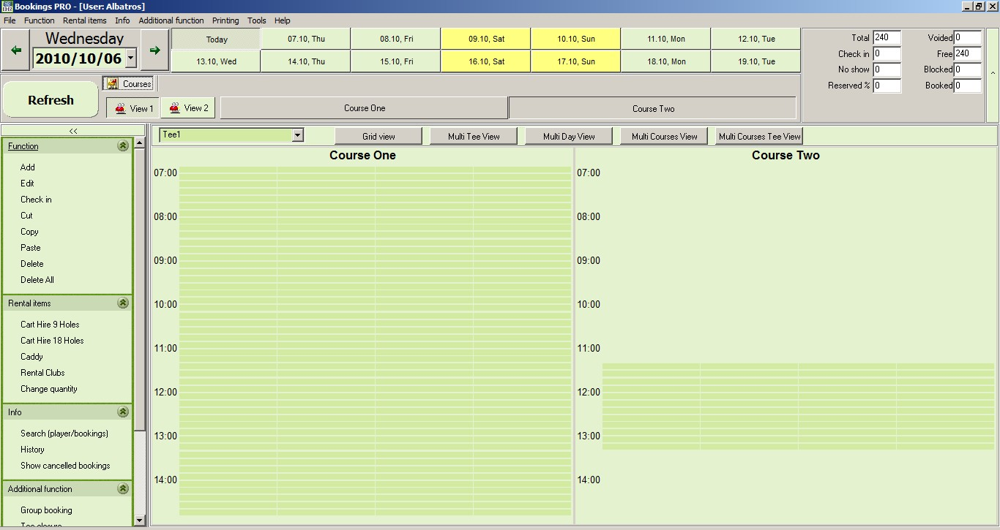 Bookings PRO - [User: Albatros]
File Function Rental items Info Additional function Printing Tools Help
Wednesday
2010/10/06
Today 07.10, Thu 08.10, Fri 09.10, Sat 10.10, Sun 11.10, Mon 12.10, Tue
13.10, Wed 14.10, Thu 15.10, Fri 16.10, Sat 17.10, Sun 18.10, Mon 19.10, Tue
Total 240 Voided 0
Check in 0 Free 240
No show 0 Blocked 0
Reserved % 0 Booked 0
Refresh
Courses
View 1 View 2 Course One Course Two
<<
Function
Add
Edit
Check in
Cut
Copy
Paste
Delete
Delete All
Rental items
Cart Hire 9 Holes
Cart Hire 18 Holes
Caddy
Rental Clubs
Change quantity
Info
Search (player/bookings)
History
Show cancelled bookings
Additional function
Group booking
Tee closure
Tee1 Grid view Multi Tee View Multi Day View Multi Courses View Multi Courses Tee View
Course One
07:00
08:00
09:00
10:00
11:00
12:00
13:00
14:00
Course Two
07:00
08:00
09:00
10:00
11:00
12:00
13:00
14:00